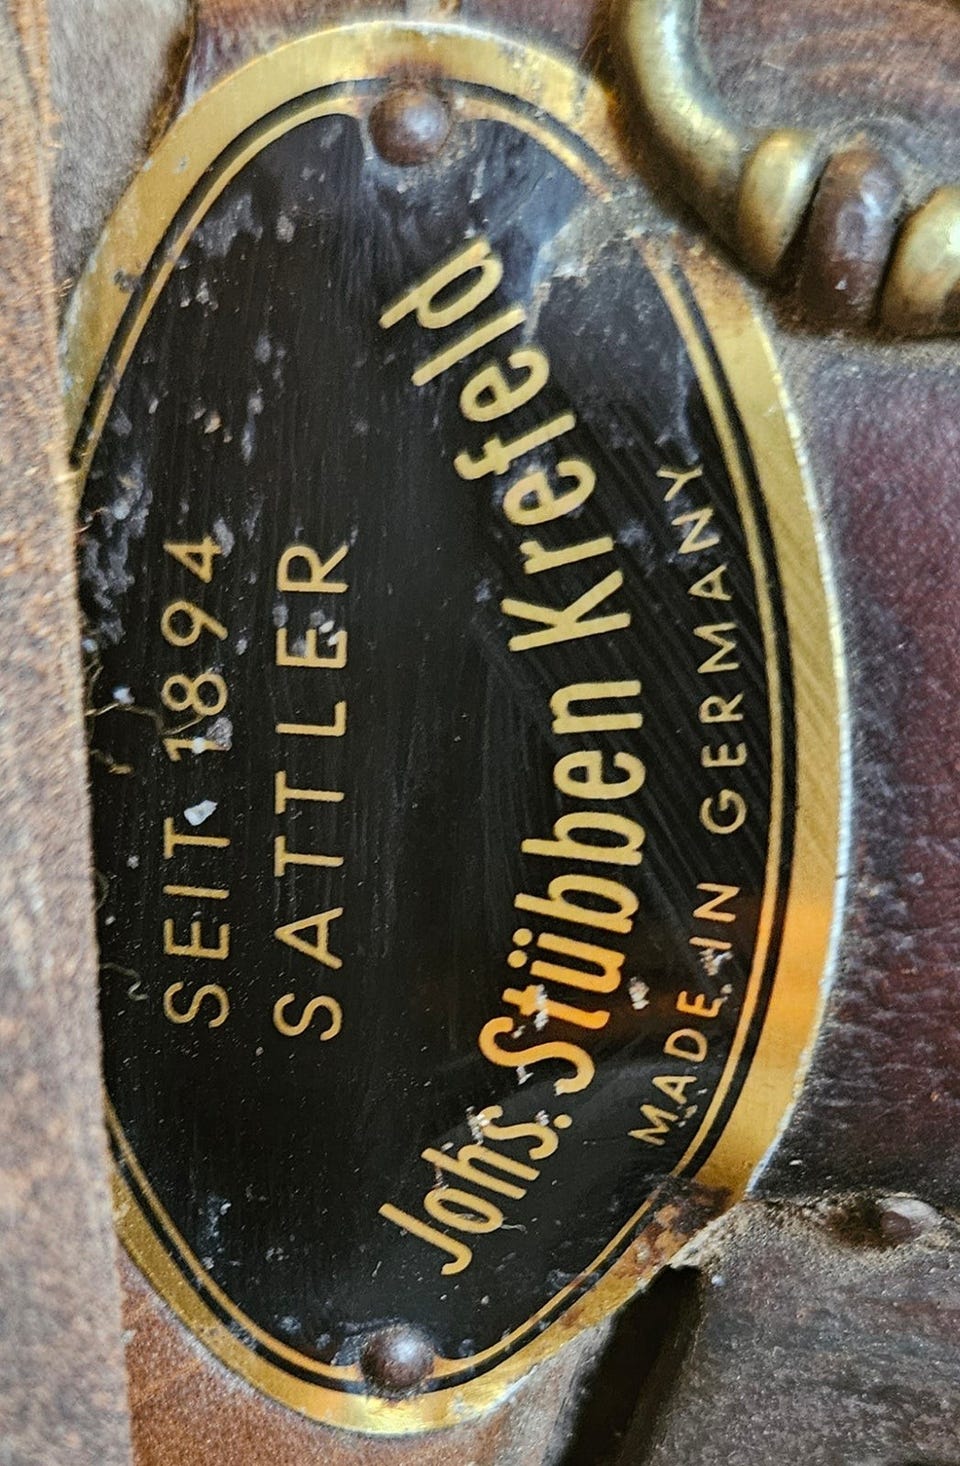 SEIT 1894
SATTLER
Johs. Stübben Krefeld
MADE IN GERMANY